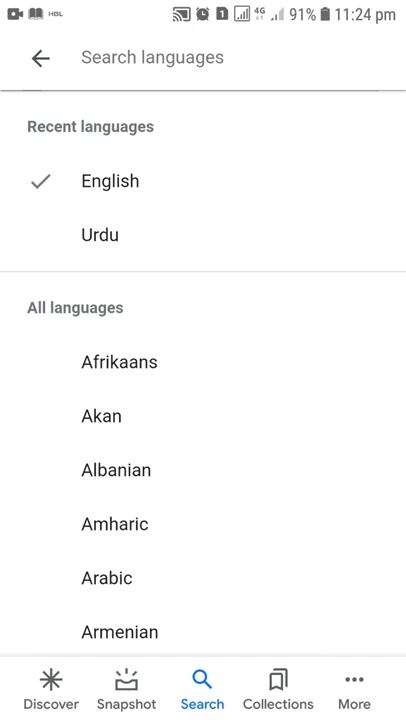 HBL 1 4G 91% 11:24 pm
Search languages
Recent languages
English
Urdu
All languages
Afrikaans
Akan
Albanian
Amharic
Arabic
Armenian
Discover Snapshot Search Collections More